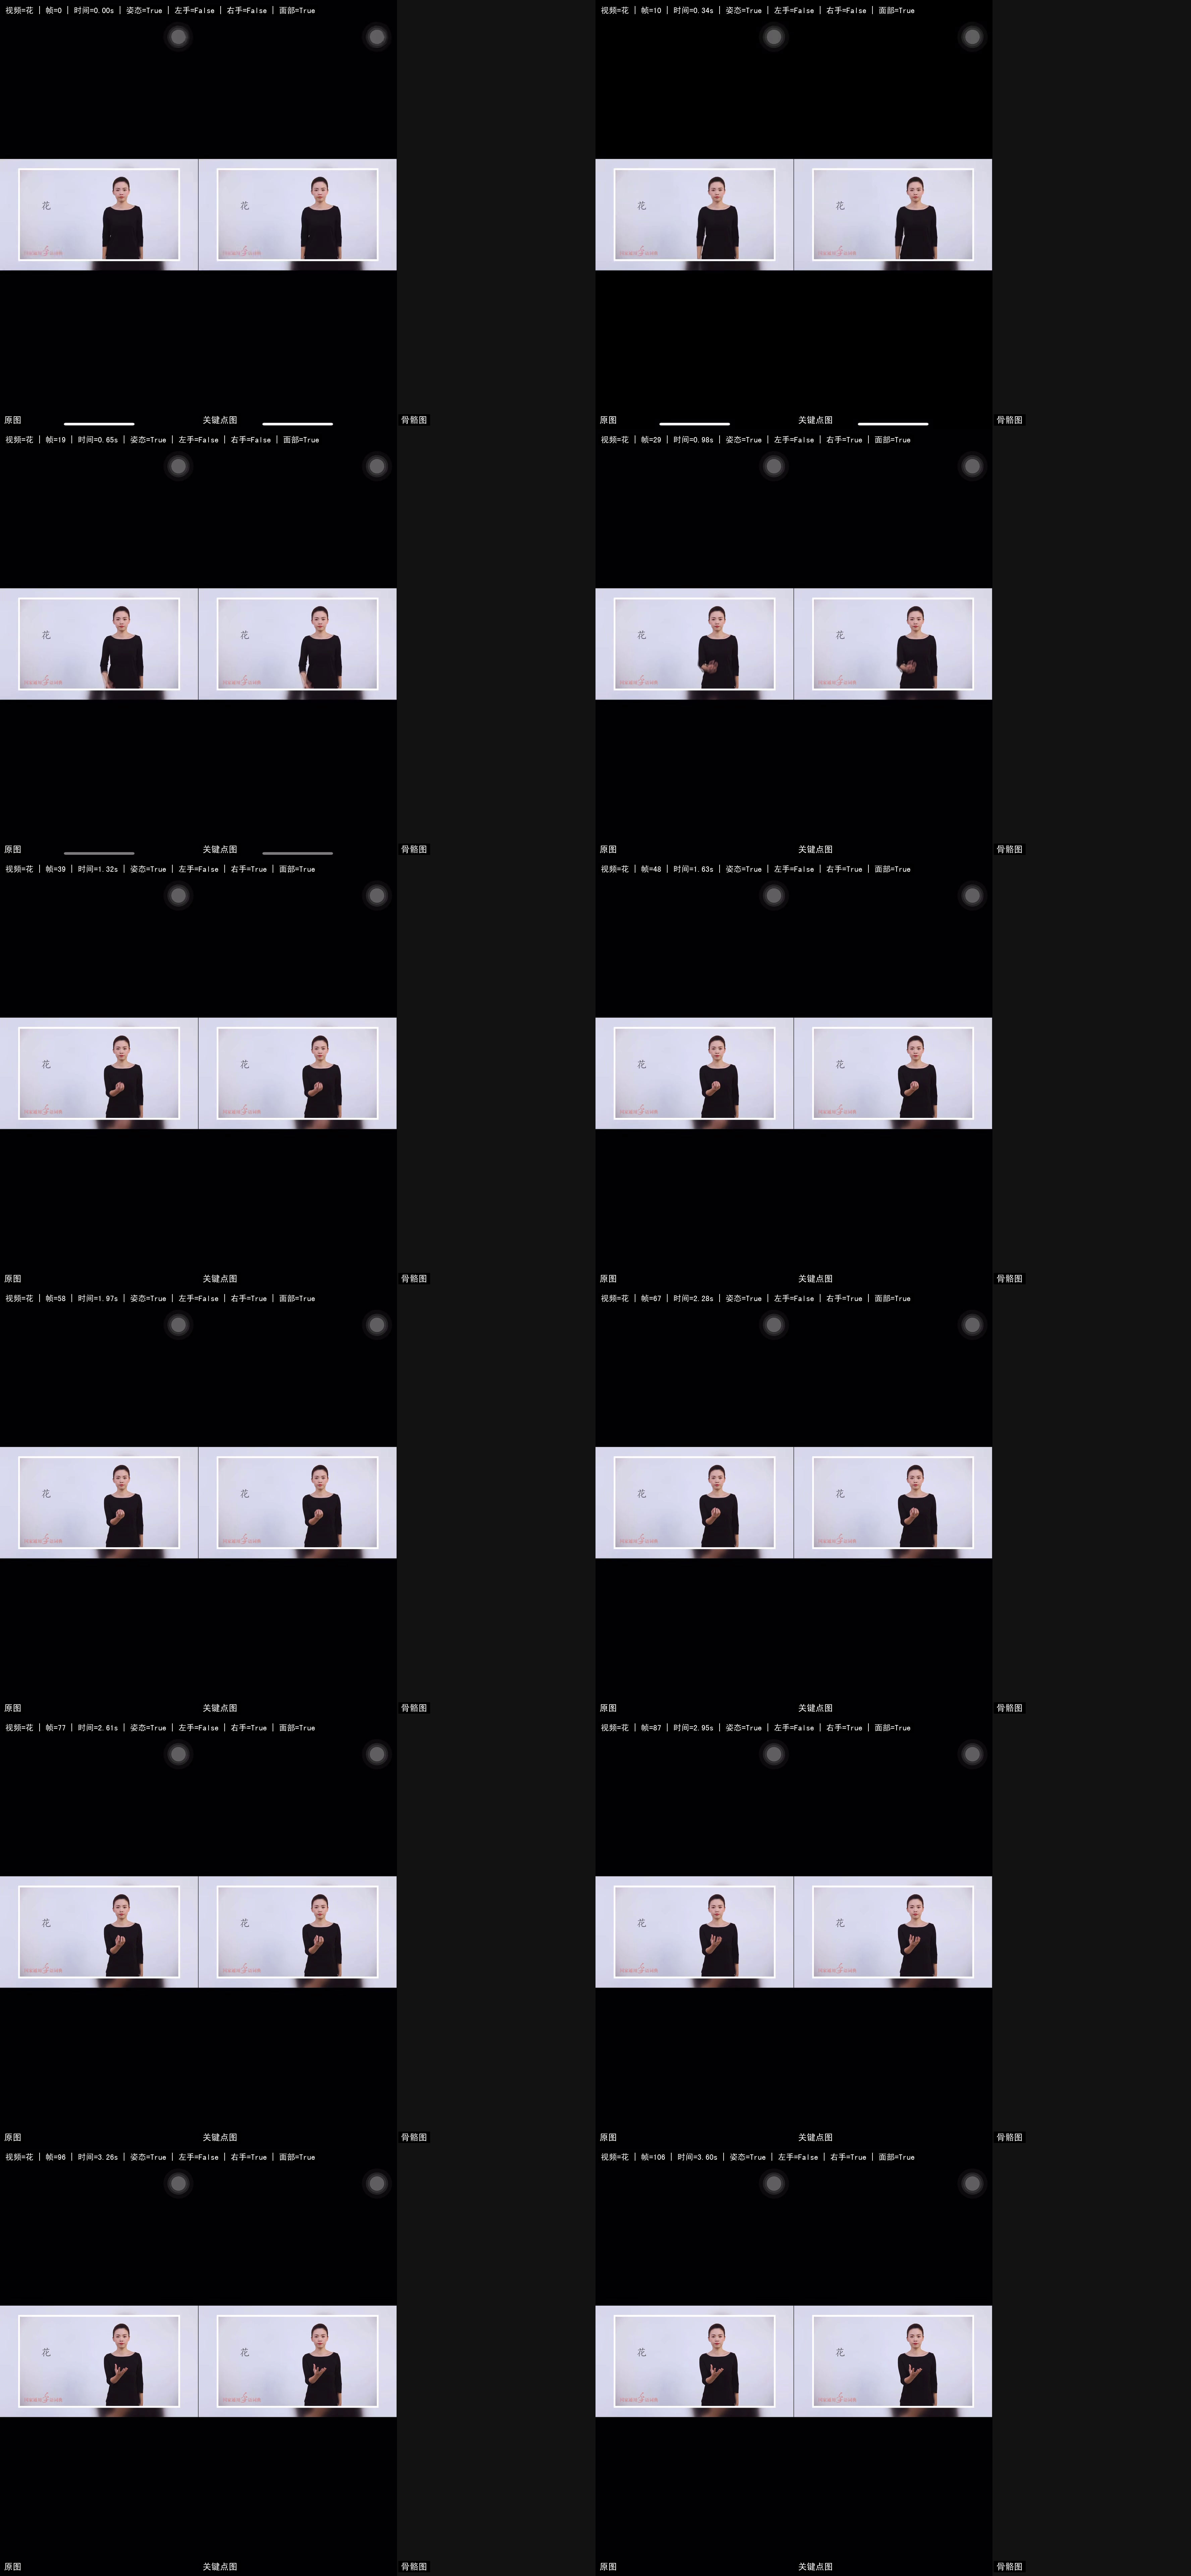 视频=花 | 帧=0 | 时间=0.00s | 姿态=True | 左手=False | 右手=False | 面部=True
花
花
原图
关键点图
骨骼图
视频=花 | 帧=10 | 时间=0.34s | 姿态=True | 左手=False | 右手=False | 面部=True
花
花
原图
关键点图
骨骼图
视频=花 | 帧=19 | 时间=0.65s | 姿态=True | 左手=False | 右手=False | 面部=True
花
花
原图
关键点图
骨骼图
视频=花 | 帧=29 | 时间=0.98s | 姿态=True | 左手=False | 右手=False | 面部=True
花
花
原图
关键点图
骨骼图
视频=花 | 帧=39 | 时间=1.32s | 姿态=True | 左手=False | 右手=True | 面部=True
花
花
原图
关键点图
骨骼图
视频=花 | 帧=48 | 时间=1.63s | 姿态=True | 左手=False | 右手=True | 面部=True
花
花
原图
关键点图
骨骼图
视频=花 | 帧=58 | 时间=1.97s | 姿态=True | 左手=False | 右手=True | 面部=True
花
花
原图
关键点图
骨骼图
视频=花 | 帧=67 | 时间=2.28s | 姿态=True | 左手=False | 右手=True | 面部=True
花
花
原图
关键点图
骨骼图
视频=花 | 帧=77 | 时间=2.61s | 姿态=True | 左手=False | 右手=True | 面部=True
花
花
原图
关键点图
骨骼图
视频=花 | 帧=87 | 时间=2.95s | 姿态=True | 左手=False | 右手=True | 面部=True
花
花
原图
关键点图
骨骼图
视频=花 | 帧=96 | 时间=3.26s | 姿态=True | 左手=False | 右手=True | 面部=True
花
花
原图
关键点图
骨骼图
视频=花 | 帧=106 | 时间=3.60s | 姿态=True | 左手=False | 右手=True | 面部=True
花
花
原图
关键点图
骨骼图